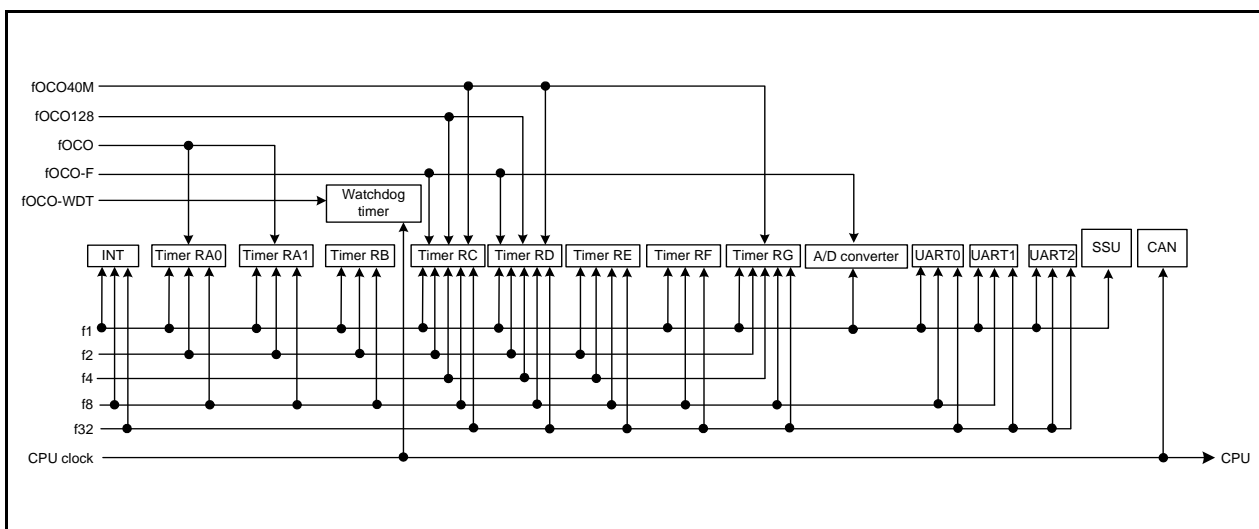 fOCO40M
fOCO128
fOCO
fOCO-F
fOCO-WDT
Watchdog
timer
INT
Timer RA0
Timer RA1
Timer RB
Timer RC
Timer RD
Timer RE
Timer RF
Timer RG
A/D converter
UART0
UART1
UART2
SSU
CAN
f1
f2
f4
f8
f32
CPU clock
CPU